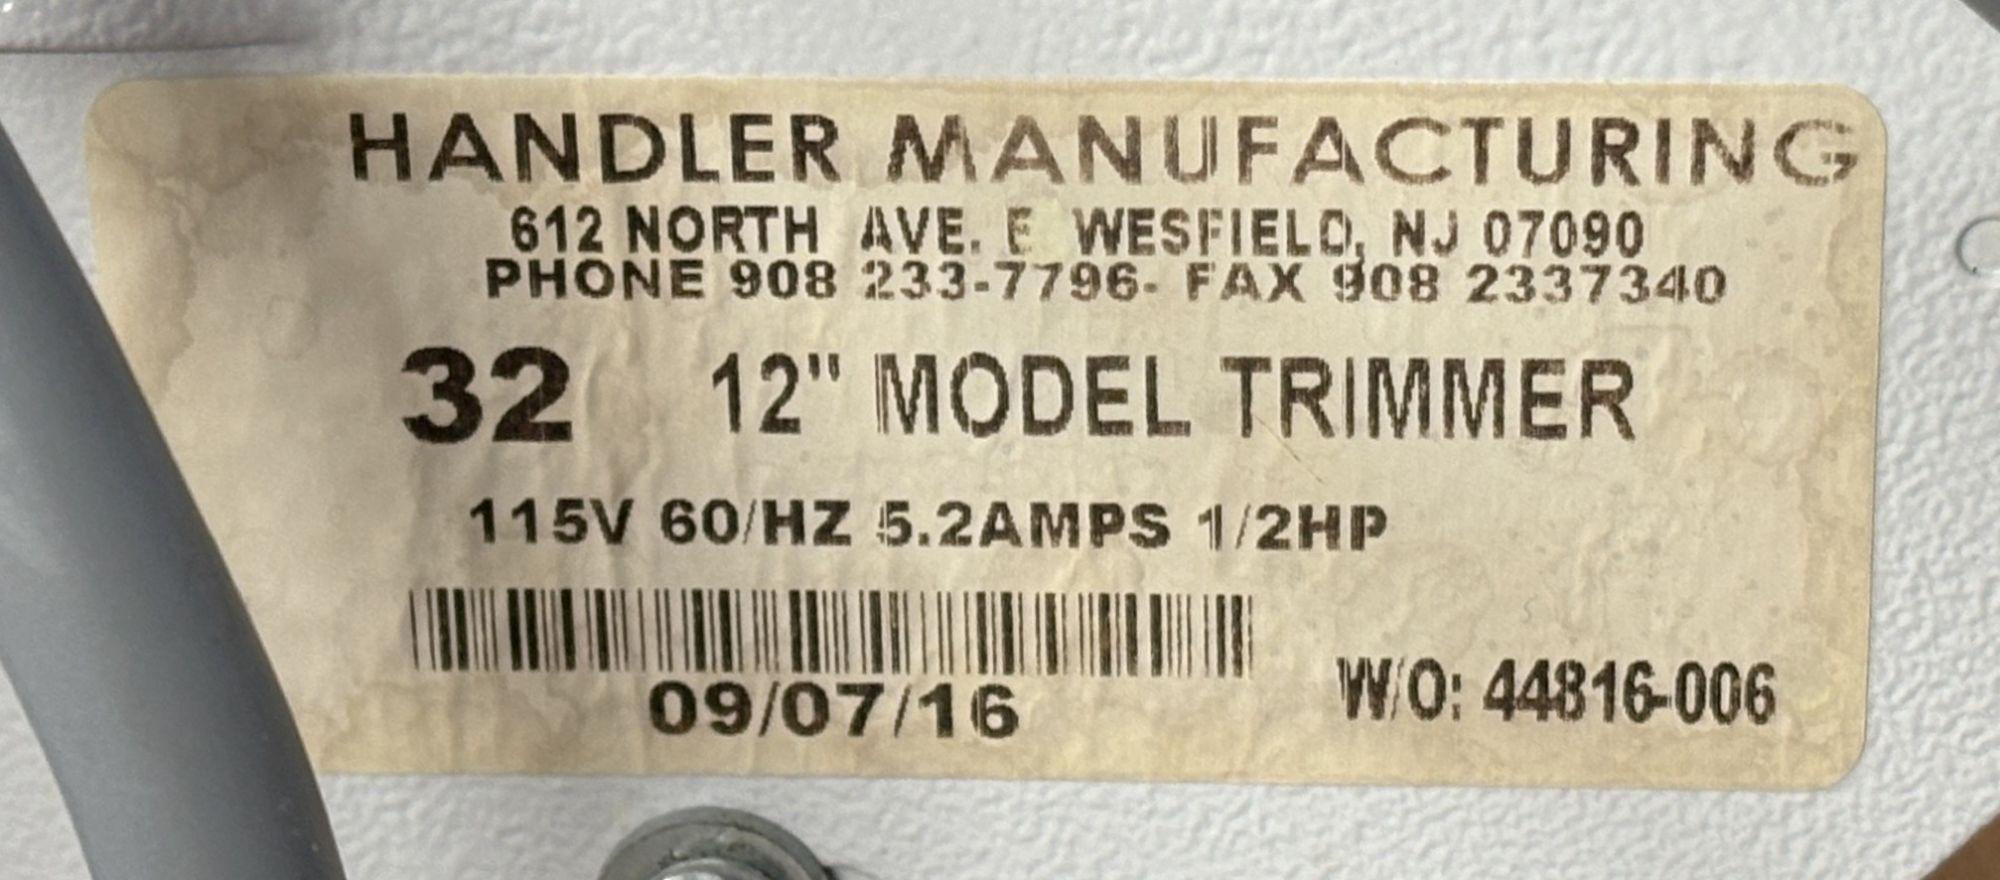 HANDLER MANUFACTURING
612 NORTH AVE. E WESFIELD, NJ 07090
PHONE 908 233-7796- FAX 908 2337340
32 12" MODEL TRIMMER
115V 60/HZ 5.2AMPS 1/2HP
09/07/16
W/O: 44816-006